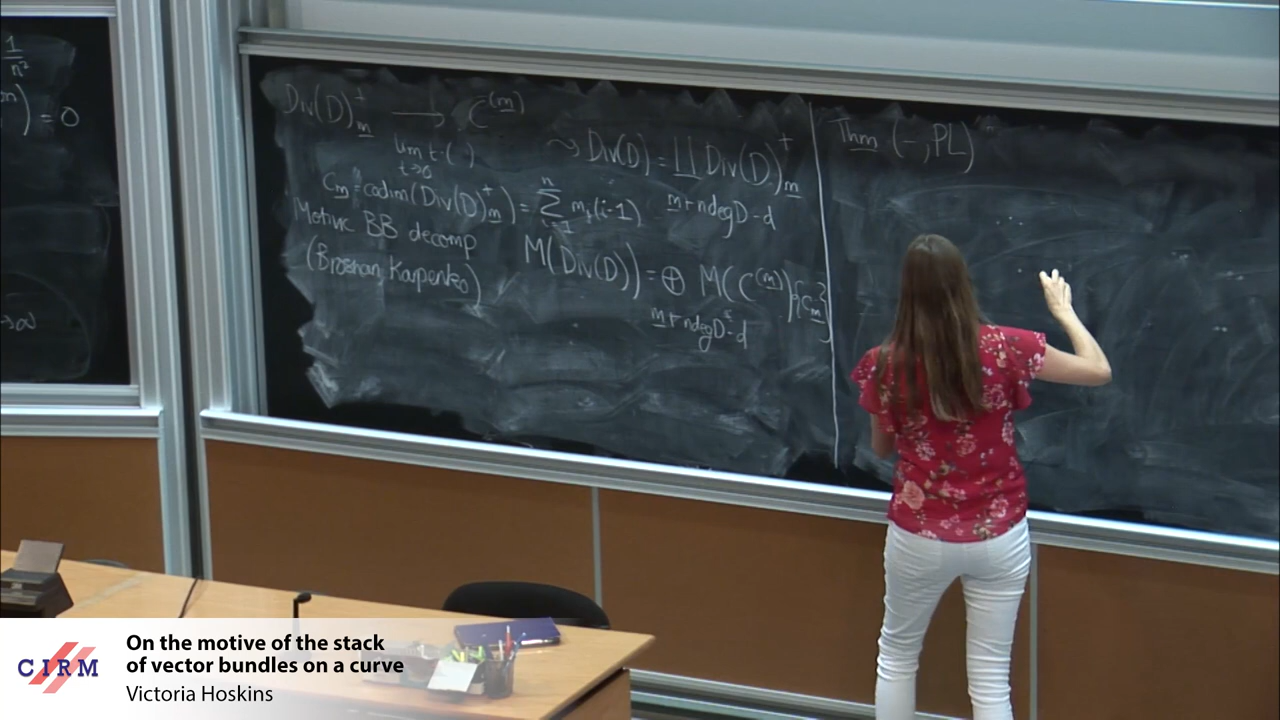 1/n²
n) = 0
→∞
Div(D)_m^+ → C^(m)
lim t·( )
t→0
⇝ Div(D) = ∐ Div(D)_m^+
m ⊢ n deg D - d
c_m = codim(Div(D)_m^+) = Σ_{i=1}^n m_i(i-1)
Motivic BB decomp
(Brosnan, Karpenko)
M(Div(D)) = ⊕ M(C^(m)){c_m}
m ⊢ n deg D - d
Thm (-, PL)
CIRM
On the motive of the stack
of vector bundles on a curve
Victoria Hoskins